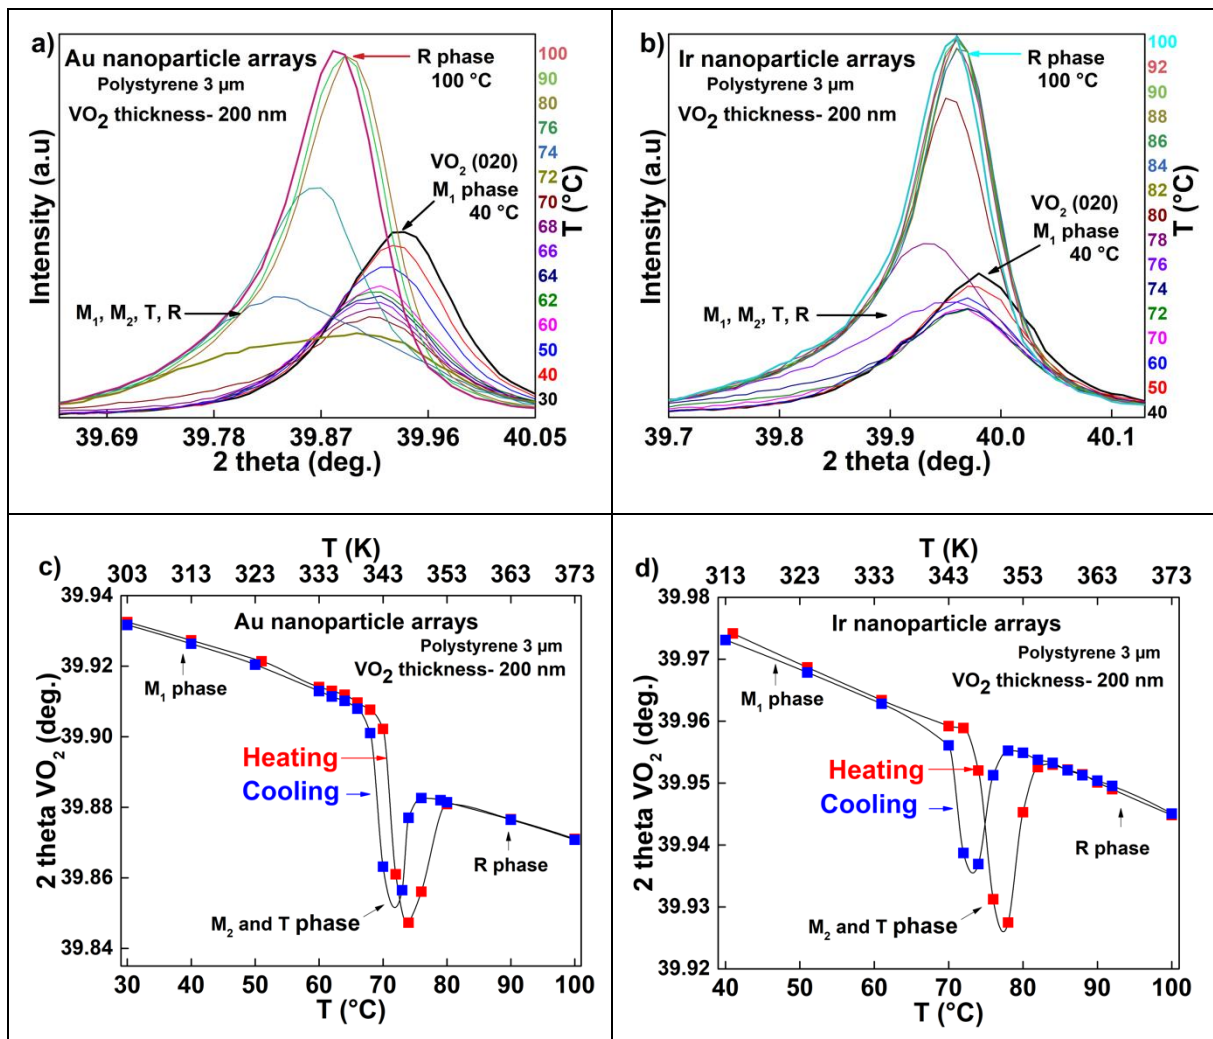 a)
Au nanoparticle arrays
Polystyrene 3 µm
VO2 thickness- 200 nm
R phase
100 °C
VO2 (020)
M1 phase
40 °C
M1, M2, T, R
Intensity (a.u)
100
90
80
76
74
72
70
68
66
64
62
60
50
40
30
T (°C)
39.69 39.78 39.87 39.96 40.05
2 theta (deg.)
b)
Ir nanoparticle arrays
Polystyrene 3 µm
VO2 thickness- 200 nm
R phase
100 °C
VO2 (020)
M1 phase
40 °C
M1, M2, T, R
Intensity (a.u)
100
92
90
88
86
84
82
80
78
76
74
72
70
60
50
40
T (°C)
39.7 39.8 39.9 40.0 40.1
2 theta (deg.)
c)
T (K)
303 313 323 333 343 353 363 373
39.94
39.92
39.90
39.88
39.86
39.84
2 theta VO2 (deg.)
Au nanoparticle arrays
Polystyrene 3 µm
VO2 thickness- 200 nm
M1 phase
Heating
Cooling
R phase
M2 and T phase
30 40 50 60 70 80 90 100
T (°C)
d)
T (K)
313 323 333 343 353 363 373
39.98
39.97
39.96
39.95
39.94
39.93
39.92
2 theta VO2 (deg.)
Ir nanoparticle arrays
Polystyrene 3 µm
VO2 thickness- 200 nm
M1 phase
Heating
Cooling
R phase
M2 and T phase
40 50 60 70 80 90 100
T (°C)